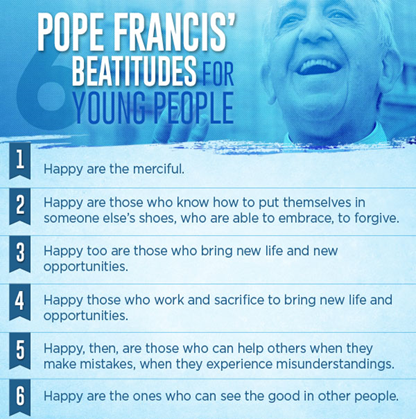 POPE FRANCIS'
6 BEATITUDES FOR
YOUNG PEOPLE
1 Happy are the merciful.
2 Happy are those who know how to put themselves in
someone else's shoes, who are able to embrace, to forgive.
3 Happy too are those who bring new life and new
opportunities.
4 Happy those who work and sacrifice to bring new life and
opportunities.
5 Happy, then, are those who can help others when they
make mistakes, when they experience misunderstandings.
6 Happy are the ones who can see the good in other people.